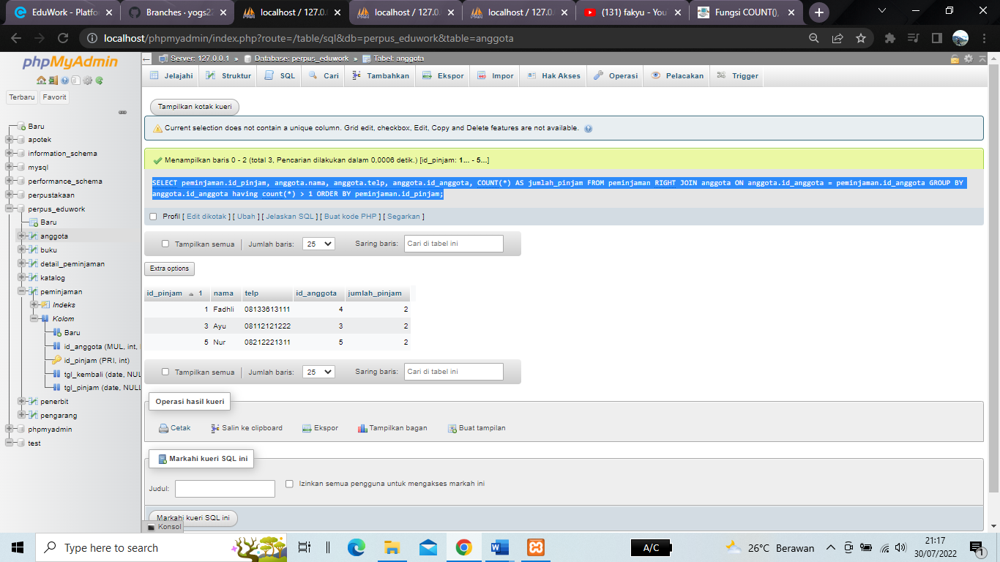 EduWork - Platfo
Branches · yogs22
localhost / 127.0.
localhost / 127.0.
localhost / 127.0.
(131) fakyu - You
Fungsi COUNT(),
localhost/phpmyadmin/index.php?route=/table/sql&db=perpus_eduwork&table=anggota
phpMyAdmin
Terbaru
Favorit
Baru
apotek
information_schema
mysql
performance_schema
perpustakaan
perpus_eduwork
Baru
anggota
buku
detail_peminjaman
katalog
peminjaman
Indeks
Kolom
Baru
id_anggota (MUL, int,
id_pinjam (PRI, int)
tgl_kembali (date, NUL
tgl_pinjam (date, NULL
penerbit
pengarang
phpmyadmin
test
Server: 127.0.0.1 » Database: perpus_eduwork » Tabel: anggota
Jelajahi Struktur SQL Cari Tambahkan Ekspor Impor Hak Akses Operasi Pelacakan Trigger
Tampilkan kotak kueri
Current selection does not contain a unique column. Grid edit, checkbox, Edit, Copy and Delete features are not available.
Menampilkan baris 0 - 2 (total 3, Pencarian dilakukan dalam 0,0006 detik.) [id_pinjam: 1... - 5...]
SELECT peminjaman.id_pinjam, anggota.nama, anggota.telp, anggota.id_anggota, COUNT(*) AS jumlah_pinjam FROM peminjaman RIGHT JOIN anggota ON anggota.id_anggota = peminjaman.id_anggota GROUP BY
anggota.id_anggota having count(*) > 1 ORDER BY peminjaman.id_pinjam;
Profil [ Edit dikotak ] [ Ubah ] [ Jelaskan SQL ] [ Buat kode PHP ] [ Segarkan ]
Tampilkan semua Jumlah baris: 25 Saring baris: Cari di tabel ini
Extra options
id_pinjam 1 nama telp id_anggota jumlah_pinjam
1 Fadhli 08133613111 4 2
3 Ayu 08112121222 3 2
5 Nur 08212221311 5 2
Tampilkan semua Jumlah baris: 25 Saring baris: Cari di tabel ini
Operasi hasil kueri
Cetak Salin ke clipboard Ekspor Tampilkan bagan Buat tampilan
Markahi kueri SQL ini
Judul: Izinkan semua pengguna untuk mengakses markah ini
Markahi kueri SQL ini
Konsol
Type here to search
A/C
26°C Berawan
21:17
30/07/2022
1